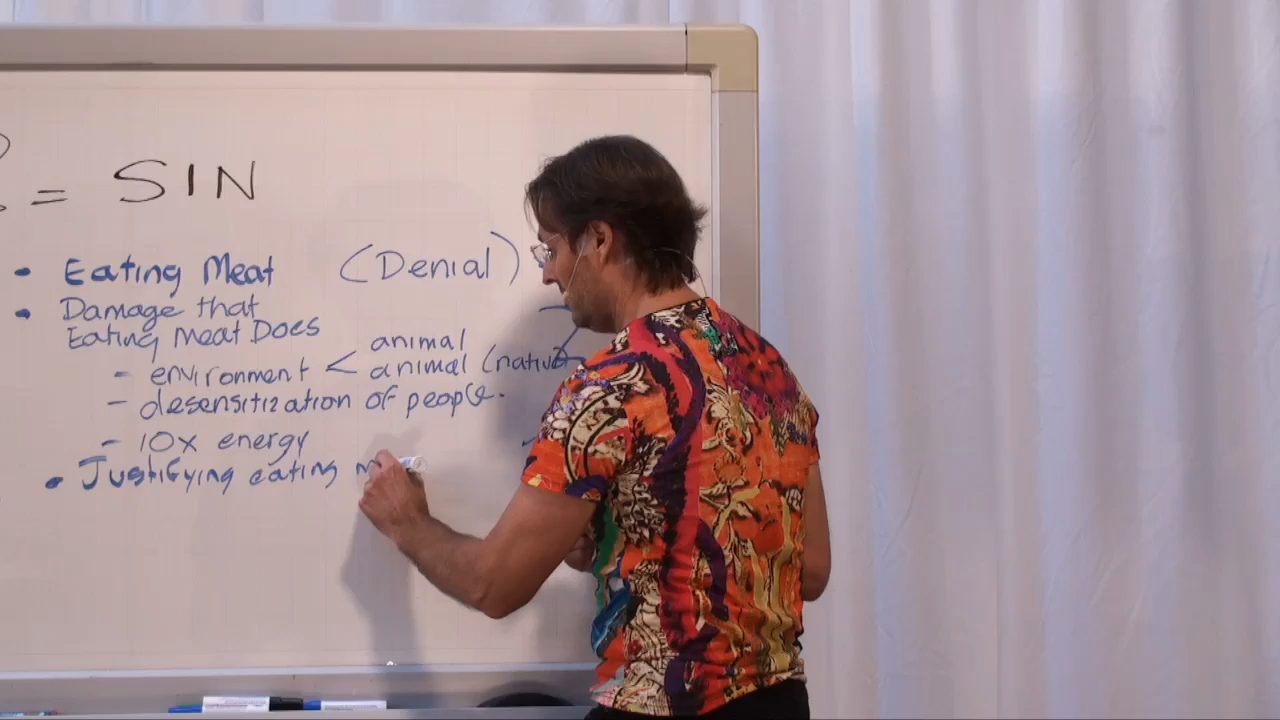 = SIN
• Eating Meat (Denial)
• Damage that
Eating Meat Does
- environment < animal
animal (native
- desensitization of people.
- 10x energy
• Justifying eating m